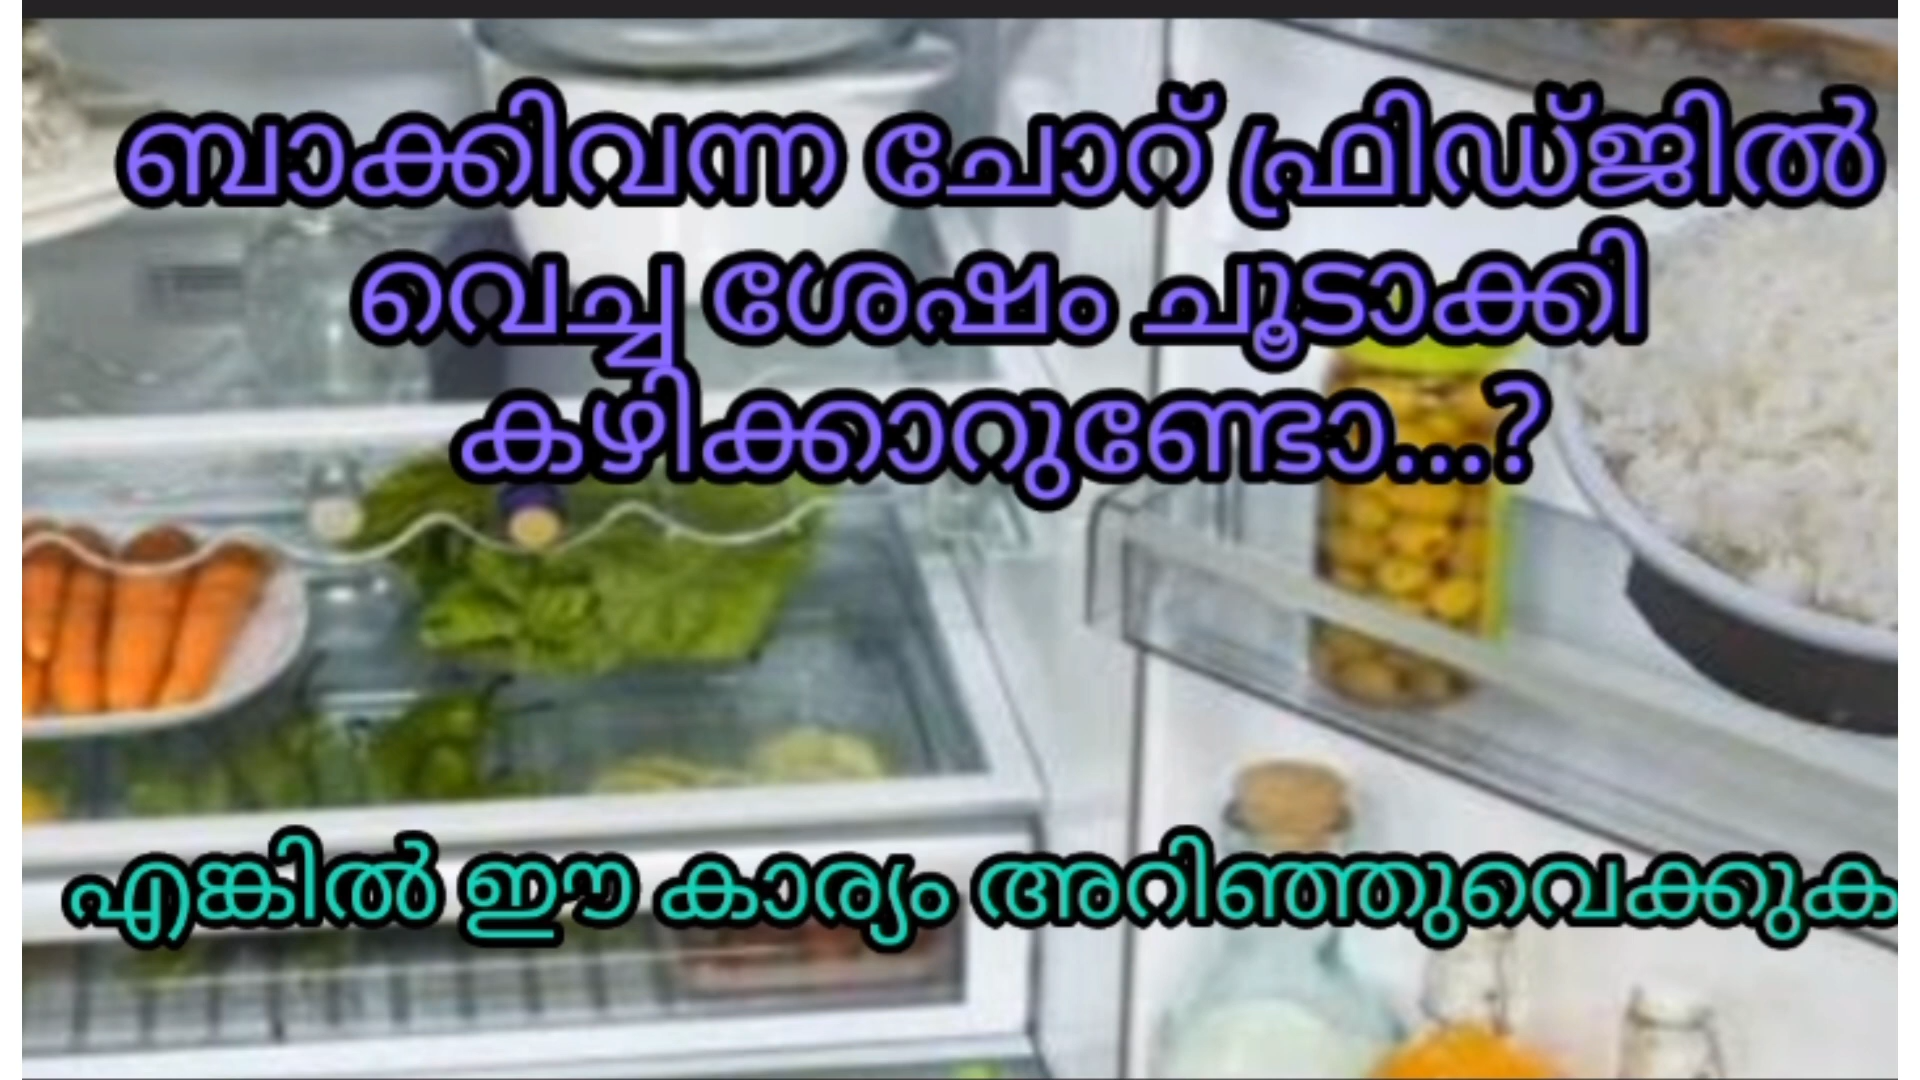 ബാക്കിവന്ന ചോറ് ഫ്രിഡ്ജിൽ
വെച്ച ശേഷം ചൂടാക്കി
കഴിക്കാറുണ്ടോ...?
എങ്കിൽ ഈ കാര്യം അറിഞ്ഞുവെക്കുക